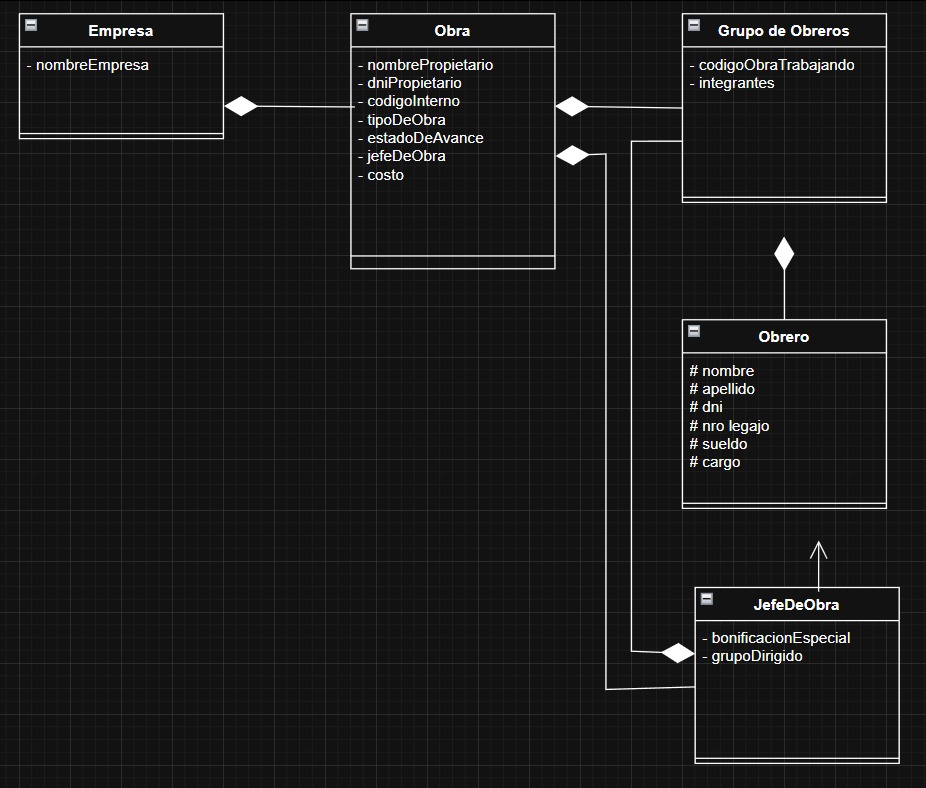 Empresa
- nombreEmpresa
Obra
- nombrePropietario
- dniPropietario
- codigoInterno
- tipoDeObra
- estadoDeAvance
- jefeDeObra
- costo
Grupo de Obreros
- codigoObraTrabajando
- integrantes
Obrero
# nombre
# apellido
# dni
# nro legajo
# sueldo
# cargo
JefeDeObra
- bonificacionEspecial
- grupoDirigido